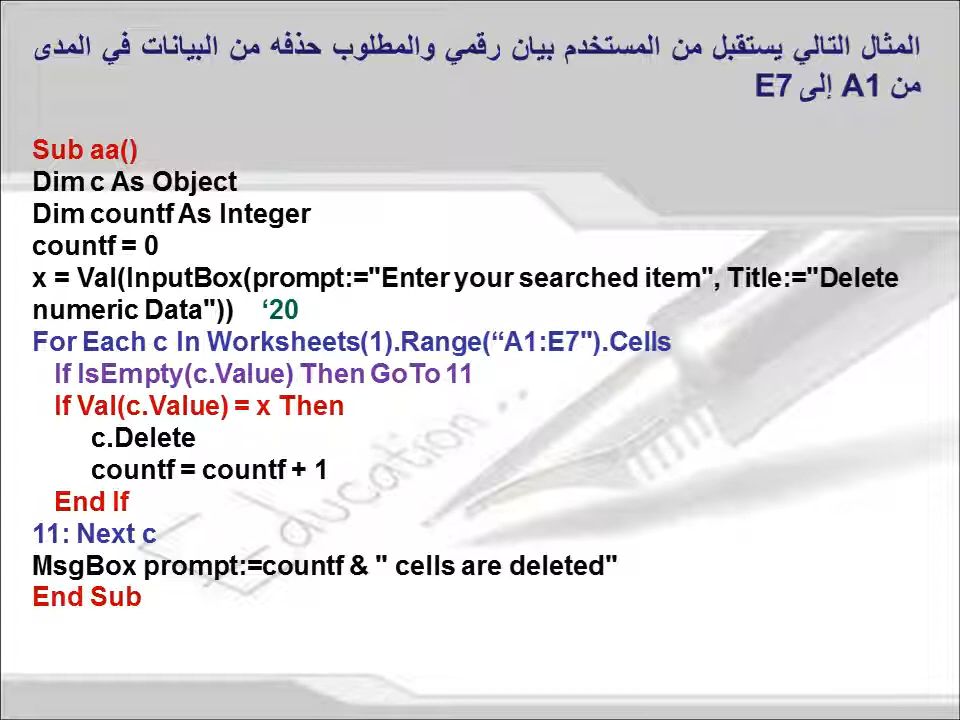 المثال التالي يستقبل من المستخدم بيان رقمي والمطلوب حذفه من البيانات في المدى
من A1 إلى E7
Sub aa()
Dim c As Object
Dim countf As Integer
countf = 0
x = Val(InputBox(prompt:="Enter your searched item", Title:="Delete
numeric Data")) ‘20
For Each c In Worksheets(1).Range(“A1:E7").Cells
If IsEmpty(c.Value) Then GoTo 11
If Val(c.Value) = x Then
c.Delete
countf = countf + 1
End If
11: Next c
MsgBox prompt:=countf & " cells are deleted"
End Sub
Education ..